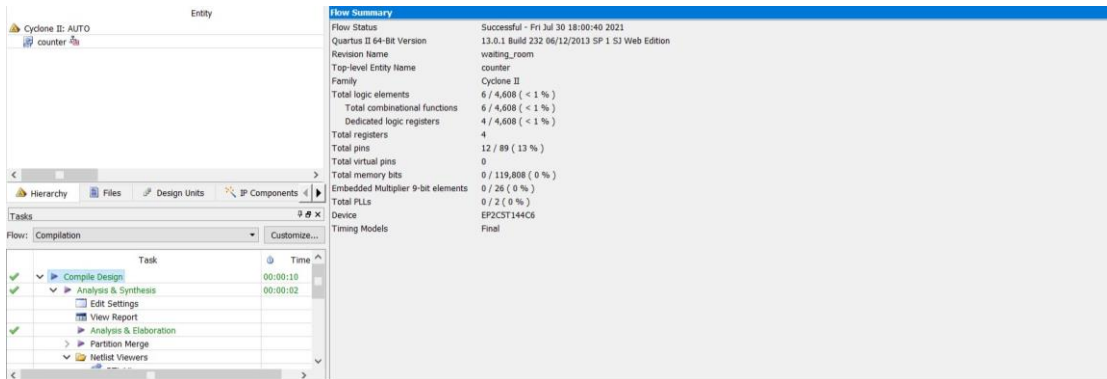 Entity
Cyclone II: AUTO
counter
Hierarchy Files Design Units IP Components
Tasks
Flow: Compilation Customize...
Task Time
Compile Design 00:00:10
Analysis & Synthesis 00:00:02
Edit Settings
View Report
Analysis & Elaboration
Partition Merge
Netlist Viewers
Flow Summary
Flow Status Successful - Fri Jul 30 18:00:40 2021
Quartus II 64-Bit Version 13.0.1 Build 232 06/12/2013 SP 1 SJ Web Edition
Revision Name waiting_room
Top-level Entity Name counter
Family Cyclone II
Total logic elements 6 / 4,608 ( < 1 % )
Total combinational functions 6 / 4,608 ( < 1 % )
Dedicated logic registers 4 / 4,608 ( < 1 % )
Total registers 4
Total pins 12 / 89 ( 13 % )
Total virtual pins 0
Total memory bits 0 / 119,808 ( 0 % )
Embedded Multiplier 9-bit elements 0 / 26 ( 0 % )
Total PLLs 0 / 2 ( 0 % )
Device EP2C5T144C6
Timing Models Final